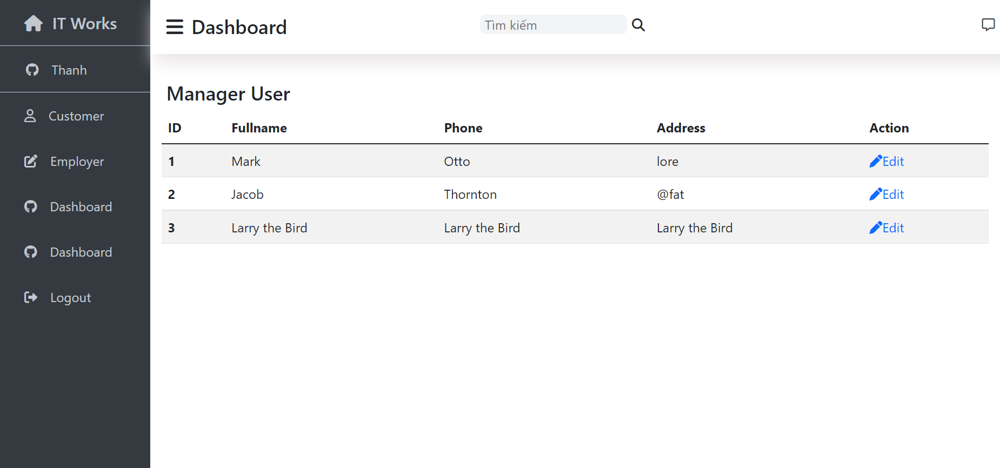 IT Works
Thanh
Customer
Employer
Dashboard
Dashboard
Logout
Dashboard
Tìm kiếm
Manager User
ID Fullname Phone Address Action
1 Mark Otto lore Edit
2 Jacob Thornton @fat Edit
3 Larry the Bird Larry the Bird Larry the Bird Edit